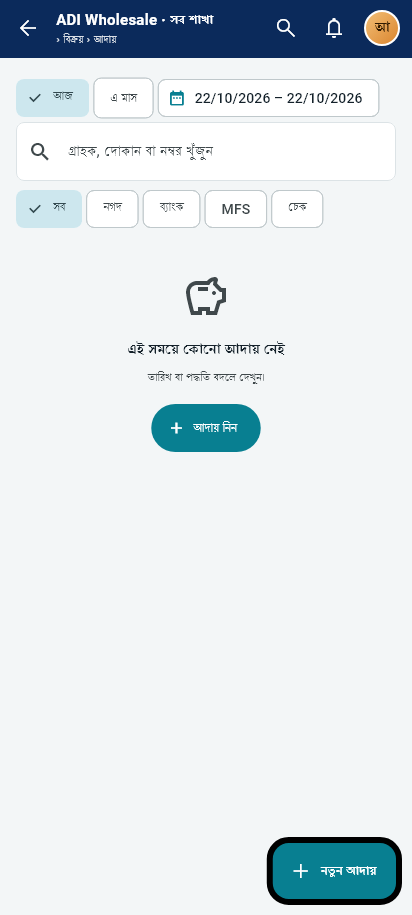 ADI Wholesale · সব শাখা
› বিক্রয় › আদায়
আ
আজ
এ মাস
22/10/2026 – 22/10/2026
গ্রাহক, দোকান বা নম্বর খুঁজুন
সব
নগদ
ব্যাংক
MFS
চেক
এই সময়ে কোনো আদায় নেই
তারিখ বা পদ্ধতি বদলে দেখুন।
+ আদায় নিন
+ নতুন আদায়